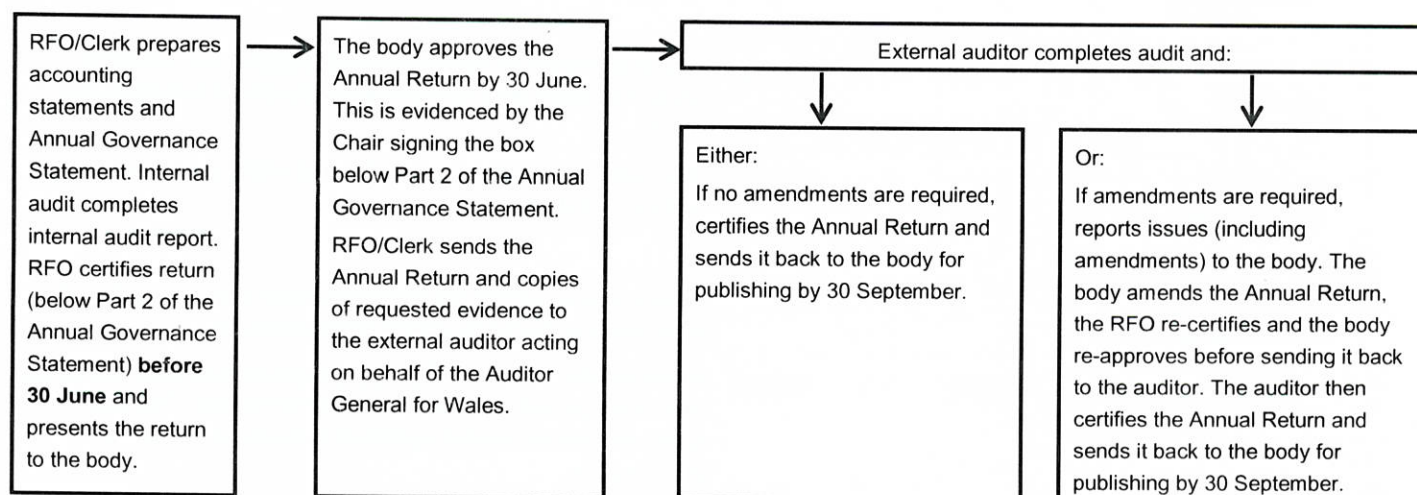 RFO/Clerk prepares
accounting
statements and
Annual Governance
Statement. Internal
audit completes
internal audit report.
RFO certifies return
(below Part 2 of the
Annual Governance
Statement) before
30 June and
presents the return
to the body.
The body approves the
Annual Return by 30 June.
This is evidenced by the
Chair signing the box
below Part 2 of the Annual
Governance Statement.
RFO/Clerk sends the
Annual Return and copies
of requested evidence to
the external auditor acting
on behalf of the Auditor
General for Wales.
External auditor completes audit and:
Either:
If no amendments are required,
certifies the Annual Return and
sends it back to the body for
publishing by 30 September.
Or:
If amendments are required,
reports issues (including
amendments) to the body. The
body amends the Annual Return,
the RFO re-certifies and the body
re-approves before sending it back
to the auditor. The auditor then
certifies the Annual Return and
sends it back to the body for
publishing by 30 September.